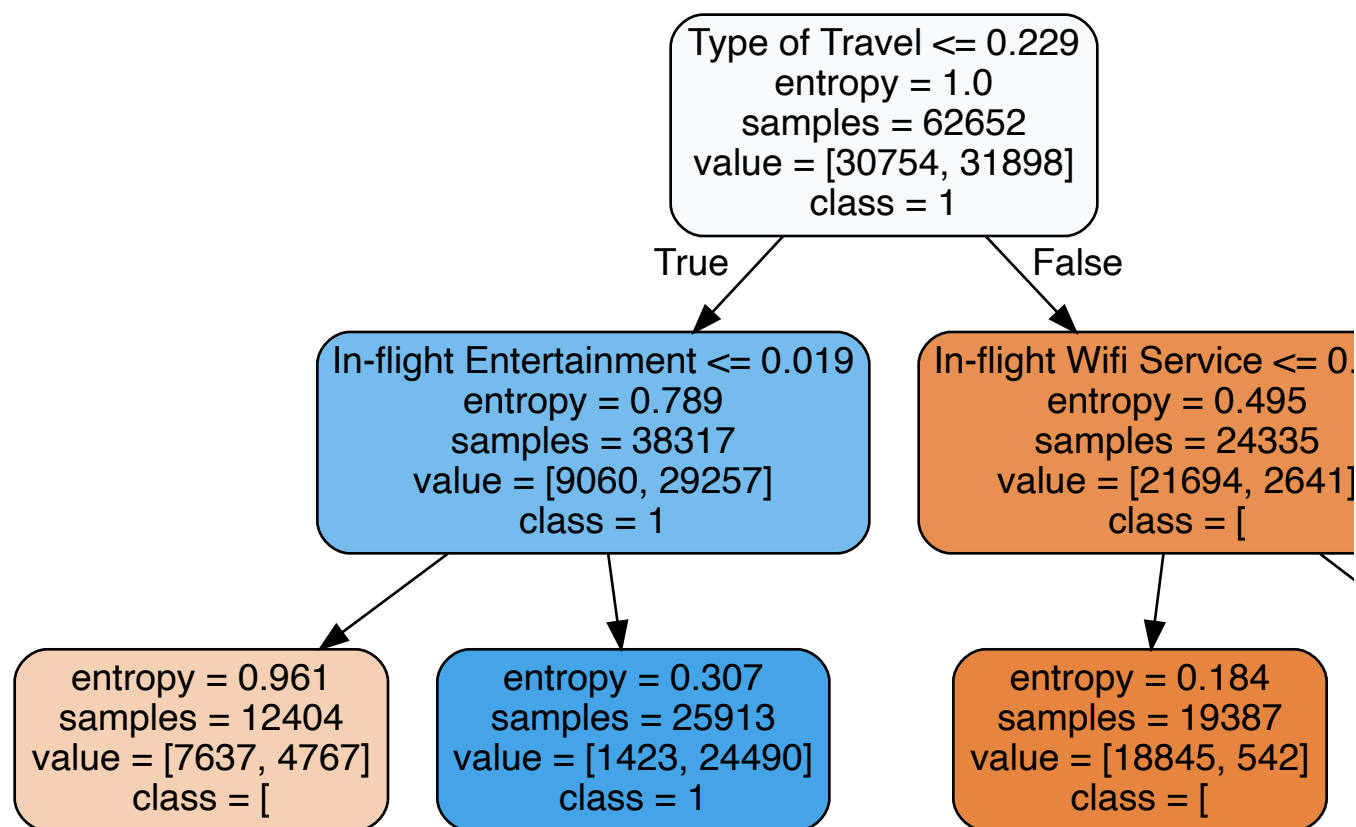 Type of Travel <= 0.229
entropy = 1.0
samples = 62652
value = [30754, 31898]
class = 1
True
False
In-flight Entertainment <= 0.019
entropy = 0.789
samples = 38317
value = [9060, 29257]
class = 1
In-flight Wifi Service <= 0.
entropy = 0.495
samples = 24335
value = [21694, 2641]
class = [
entropy = 0.961
samples = 12404
value = [7637, 4767]
class = [
entropy = 0.307
samples = 25913
value = [1423, 24490]
class = 1
entropy = 0.184
samples = 19387
value = [18845, 542]
class = [